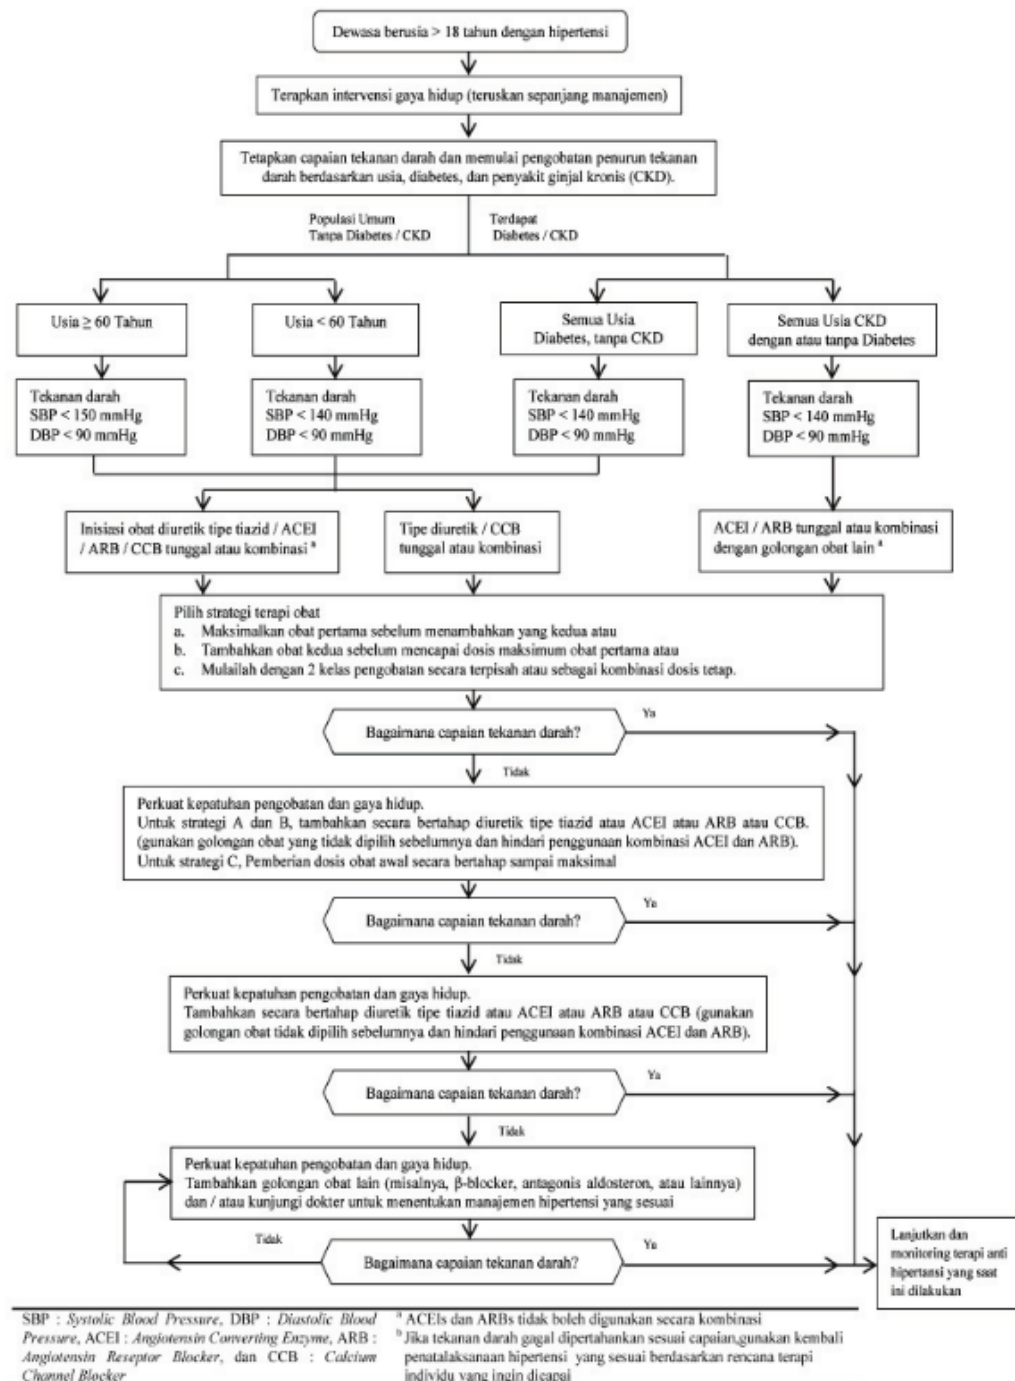 Dewasa berusia > 18 tahun dengan hipertensi
Terapkan intervensi gaya hidup (teruskan sepanjang manajemen)
Tetapkan capaian tekanan darah dan memulai pengobatan penurun tekanan
darah berdasarkan usia, diabetes, dan penyakit ginjal kronis (CKD).
Populasi Umum
Tanpa Diabetes / CKD
Terdapat
Diabetes / CKD
Usia ≥ 60 Tahun
Usia < 60 Tahun
Semua Usia
Diabetes, tanpa CKD
Semua Usia CKD
dengan atau tanpa Diabetes
Tekanan darah
SBP < 150 mmHg
DBP < 90 mmHg
Tekanan darah
SBP < 140 mmHg
DBP < 90 mmHg
Tekanan darah
SBP < 140 mmHg
DBP < 90 mmHg
Tekanan darah
SBP < 140 mmHg
DBP < 90 mmHg
Inisiasi obat diuretik tipe tiazid / ACEI
/ ARB / CCB tunggal atau kombinasi ᵃ
Tipe diuretik / CCB
tunggal atau kombinasi
ACEI / ARB tunggal atau kombinasi
dengan golongan obat lain ᵃ
Pilih strategi terapi obat
a. Maksimalkan obat pertama sebelum menambahkan yang kedua atau
b. Tambahkan obat kedua sebelum mencapai dosis maksimum obat pertama atau
c. Mulailah dengan 2 kelas pengobatan secara terpisah atau sebagai kombinasi dosis tetap.
Bagaimana capaian tekanan darah?
Ya
Tidak
Perkuat kepatuhan pengobatan dan gaya hidup.
Untuk strategi A dan B, tambahkan secara bertahap diuretik tipe tiazid atau ACEI atau ARB atau CCB.
(gunakan golongan obat yang tidak dipilih sebelumnya dan hindari penggunaan kombinasi ACEI dan ARB).
Untuk strategi C, Pemberian dosis obat awal secara bertahap sampai maksimal
Bagaimana capaian tekanan darah?
Ya
Tidak
Perkuat kepatuhan pengobatan dan gaya hidup.
Tambahkan secara bertahap diuretik tipe tiazid atau ACEI atau ARB atau CCB (gunakan
golongan obat tidak dipilih sebelumnya dan hindari penggunaan kombinasi ACEI dan ARB).
Bagaimana capaian tekanan darah?
Ya
Tidak
Perkuat kepatuhan pengobatan dan gaya hidup.
Tambahkan golongan obat lain (misalnya, β-blocker, antagonis aldosteron, atau lainnya)
dan / atau kunjungi dokter untuk menentukan manajemen hipertensi yang sesuai
Tidak
Bagaimana capaian tekanan darah?
Ya
Lanjutkan dan
monitoring terapi anti
hipertansi yang saat
ini dilakukan
SBP : Systolic Blood Pressure, DBP : Diastolic Blood
Pressure, ACEI : Angiotensin Converting Enzyme, ARB :
Angiotensin Reseptor Blocker, dan CCB : Calcium
Channel Blocker
ᵃ ACEIs dan ARBs tidak boleh digunakan secara kombinasi
ᵇ Jika tekanan darah gagal dipertahankan sesuai capaian,gunakan kembali
penatalaksanaan hipertensi yang sesuai berdasarkan rencana terapi
individu yang ingin dicapai